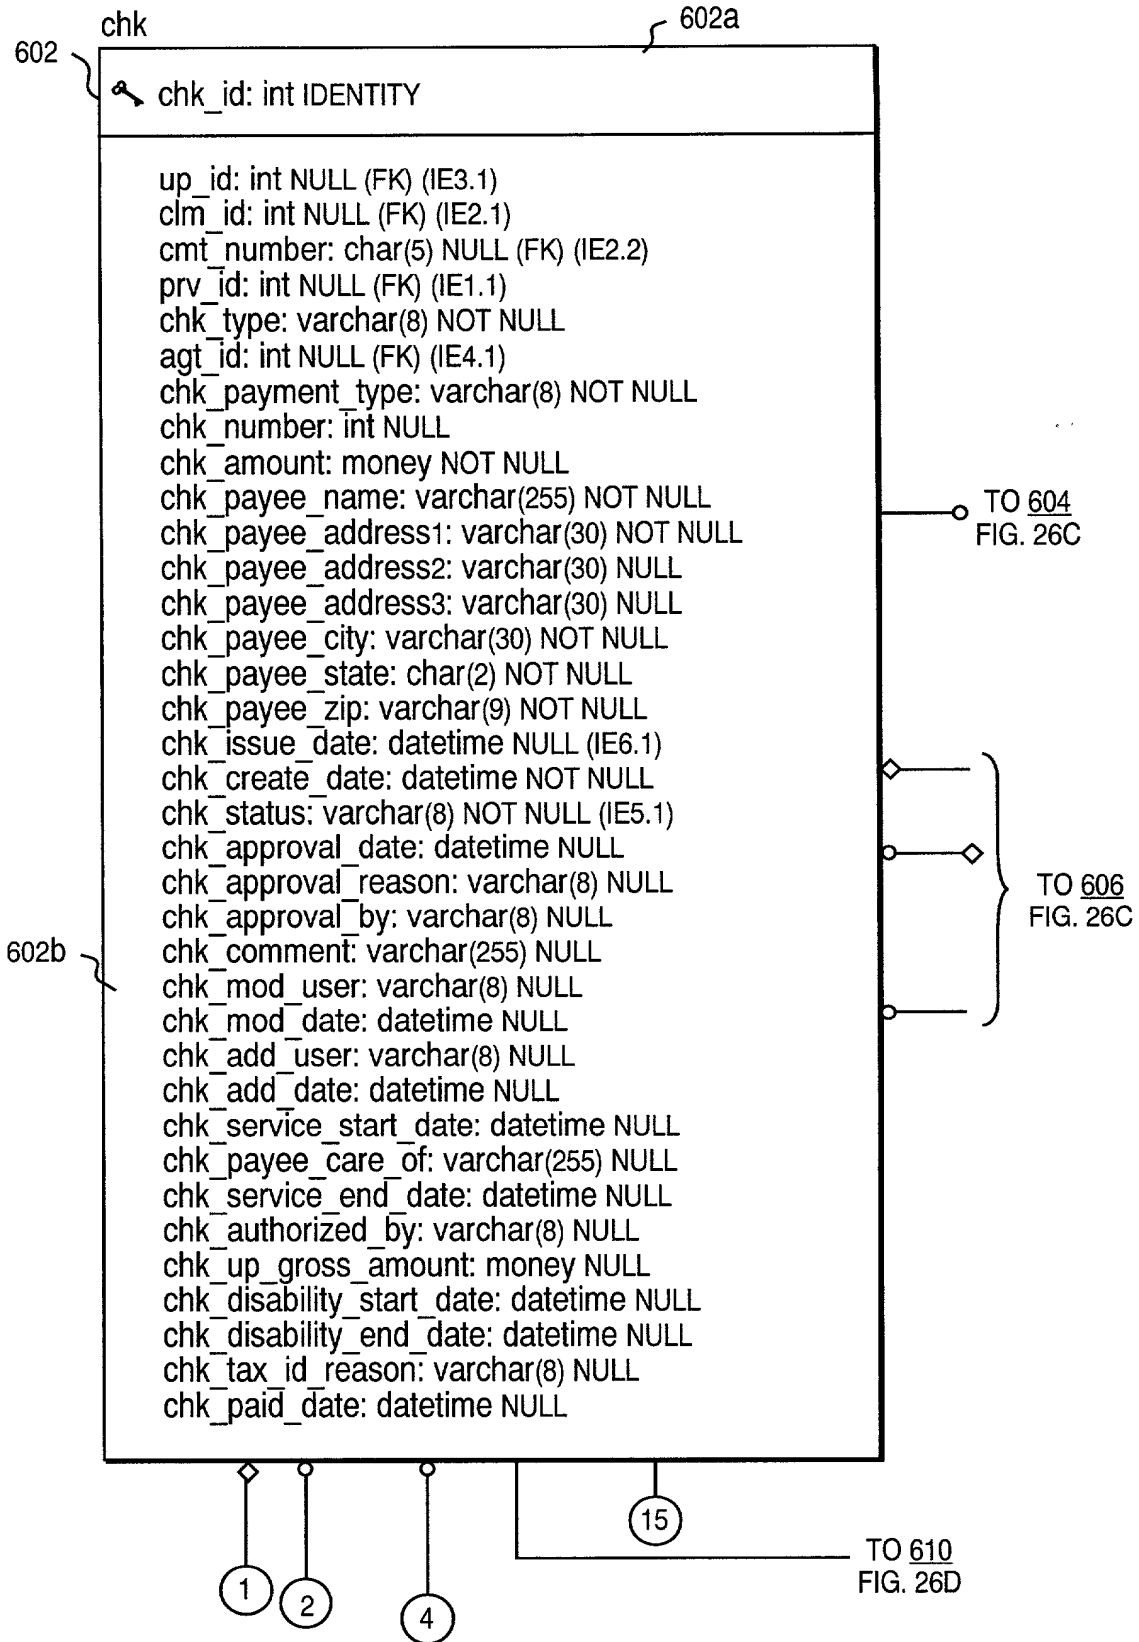 chk
602a
602
chk_id: int IDENTITY
up_id: int NULL (FK) (IE3.1)
clm_id: int NULL (FK) (IE2.1)
cmt_number: char(5) NULL (FK) (IE2.2)
prv_id: int NULL (FK) (IE1.1)
chk_type: varchar(8) NOT NULL
agt_id: int NULL (FK) (IE4.1)
chk_payment_type: varchar(8) NOT NULL
chk_number: int NULL
chk_amount: money NOT NULL
chk_payee_name: varchar(255) NOT NULL
chk_payee_address1: varchar(30) NOT NULL
chk_payee_address2: varchar(30) NULL
chk_payee_address3: varchar(30) NULL
chk_payee_city: varchar(30) NOT NULL
chk_payee_state: char(2) NOT NULL
chk_payee_zip: varchar(9) NOT NULL
chk_issue_date: datetime NULL (IE6.1)
chk_create_date: datetime NOT NULL
chk_status: varchar(8) NOT NULL (IE5.1)
chk_approval_date: datetime NULL
chk_approval_reason: varchar(8) NULL
chk_approval_by: varchar(8) NULL
chk_comment: varchar(255) NULL
chk_mod_user: varchar(8) NULL
chk_mod_date: datetime NULL
chk_add_user: varchar(8) NULL
chk_add_date: datetime NULL
chk_service_start_date: datetime NULL
chk_payee_care_of: varchar(255) NULL
chk_service_end_date: datetime NULL
chk_authorized_by: varchar(8) NULL
chk_up_gross_amount: money NULL
chk_disability_start_date: datetime NULL
chk_disability_end_date: datetime NULL
chk_tax_id_reason: varchar(8) NULL
chk_paid_date: datetime NULL
602b
TO 604
FIG. 26C
TO 606
FIG. 26C
15
TO 610
FIG. 26D
1
2
4